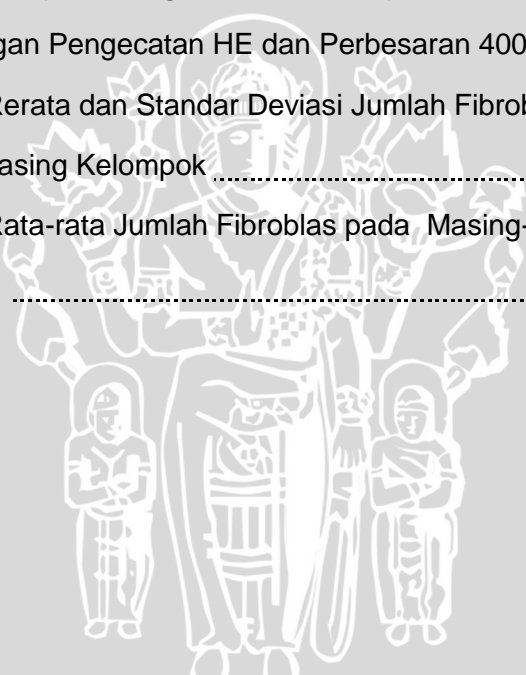 gan Pengecatan HE dan Perbesaran 400
Rerata dan Standar Deviasi Jumlah Fibrob
asing Kelompok ........................................
Rata-rata Jumlah Fibroblas pada Masing-
........................................